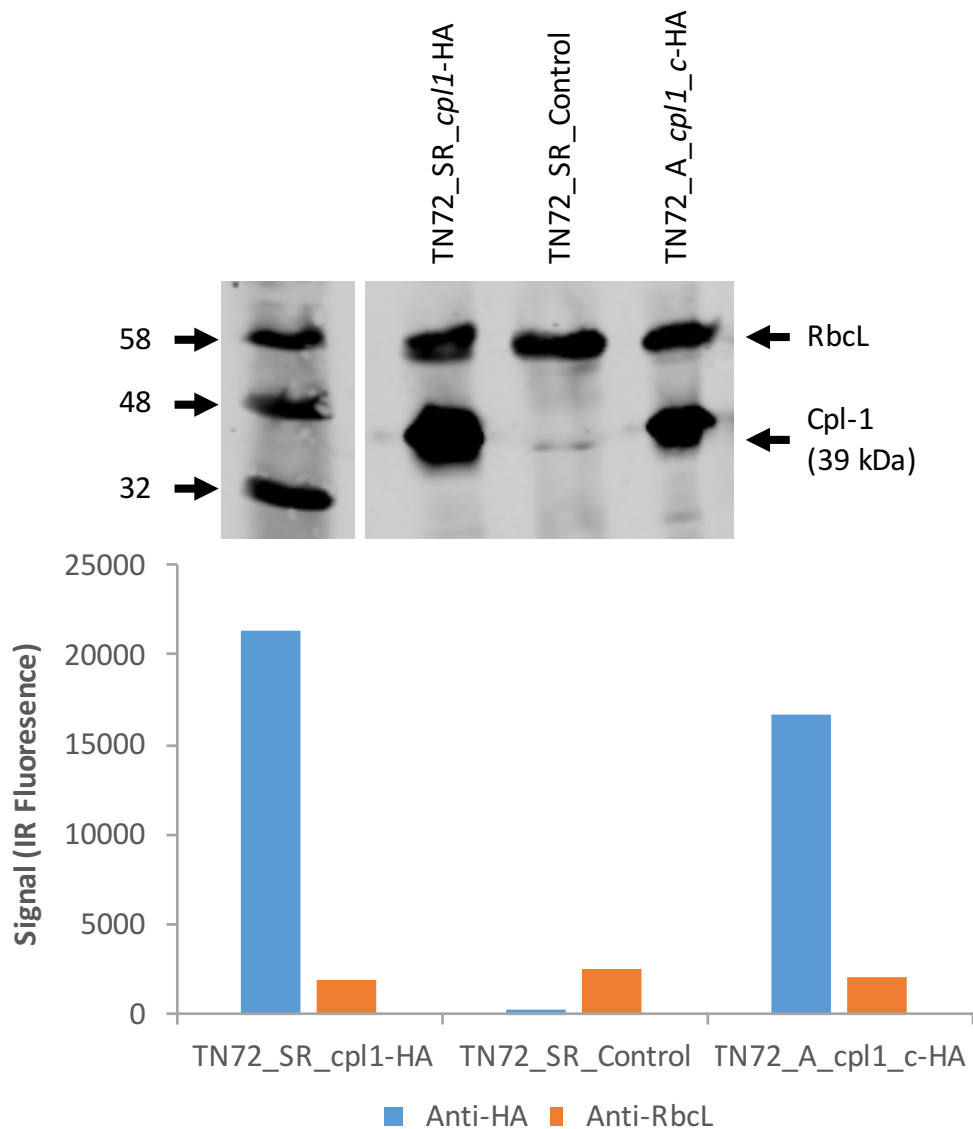 TN72_SR_cpl1-HA
TN72_SR_Control
TN72_A_cpl1_c-HA
58
48
32
RbcL
Cpl-1
(39 kDa)
25000
20000
15000
10000
5000
0
Signal (IR Fluoresence)
TN72_SR_cpl1-HA
TN72_SR_Control
TN72_A_cpl1_c-HA
Anti-HA
Anti-RbcL